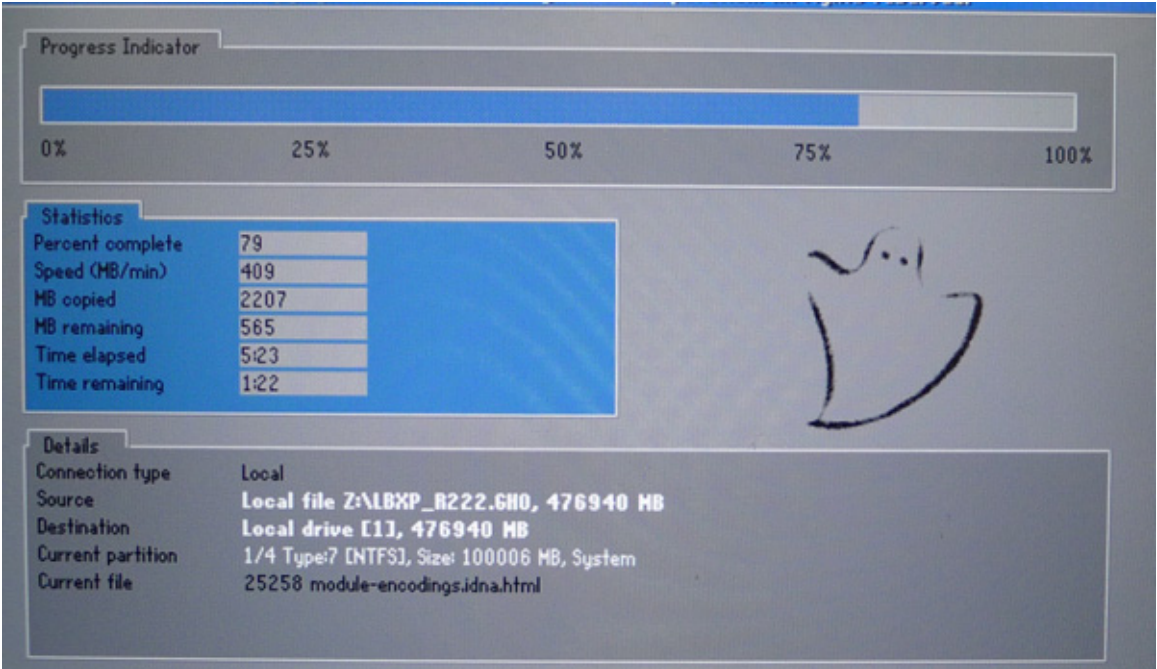 Progress Indicator
0% 25% 50% 75% 100%
Statistics
Percent complete 79
Speed (MB/min) 409
MB copied 2207
MB remaining 565
Time elapsed 5:23
Time remaining 1:22
Details
Connection type Local
Source Local file Z:\LBXP_R222.GHO, 476940 MB
Destination Local drive [1], 476940 MB
Current partition 1/4 Type:7 [NTFS], Size: 100006 MB, System
Current file 25258 module-encodings.idna.html